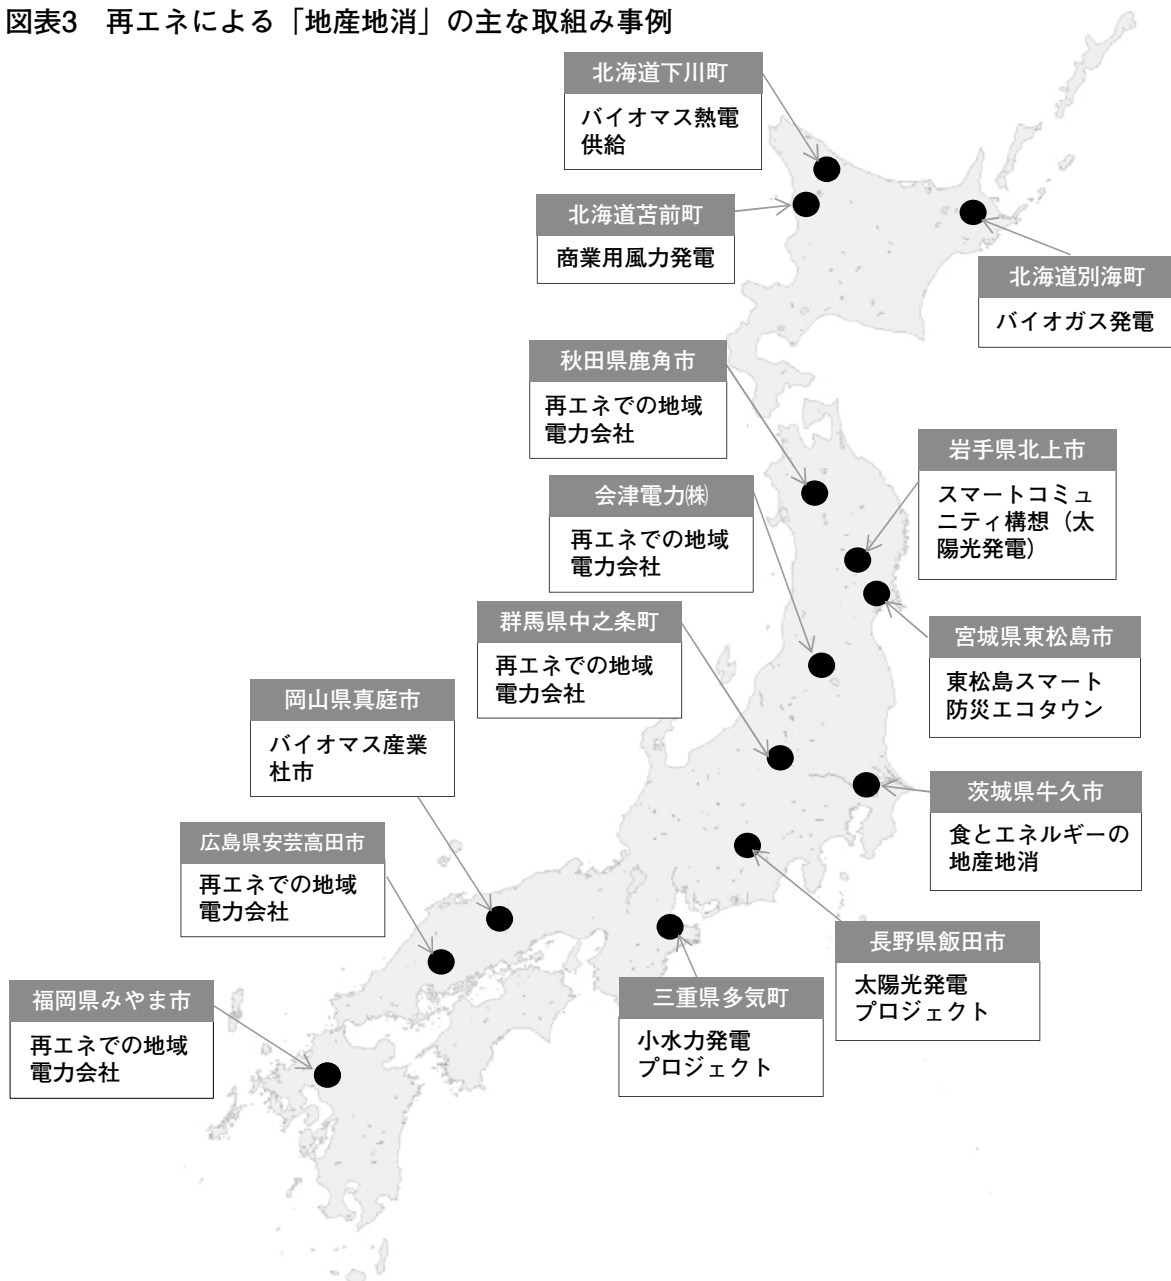 図表3　再エネによる「地産地消」の主な取組み事例
北海道下川町
バイオマス熱電
供給
北海道苫前町
商業用風力発電
北海道別海町
バイオガス発電
秋田県鹿角市
再エネでの地域
電力会社
岩手県北上市
スマートコミュ
ニティ構想（太
陽光発電）
会津電力㈱
再エネでの地域
電力会社
群馬県中之条町
再エネでの地域
電力会社
宮城県東松島市
東松島スマート
防災エコタウン
岡山県真庭市
バイオマス産業
杜市
茨城県牛久市
食とエネルギーの
地産地消
広島県安芸高田市
再エネでの地域
電力会社
長野県飯田市
太陽光発電
プロジェクト
三重県多気町
小水力発電
プロジェクト
福岡県みやま市
再エネでの地域
電力会社